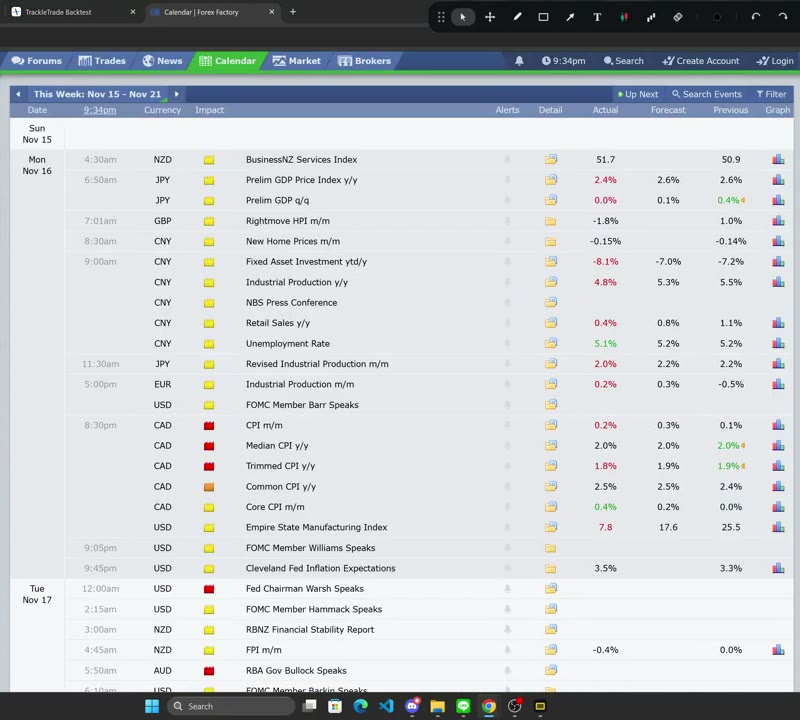 TrackleTrade Backtest
Calendar | Forex Factory
T
Forums Trades News Calendar Market Brokers 9:34pm Search Create Account Login
This Week: Nov 15 - Nov 21 Up Next Search Events Filter
Date 9:34pm Currency Impact Alerts Detail Actual Forecast Previous Graph
Sun
Nov 15
Mon
Nov 16
4:30am NZD BusinessNZ Services Index 51.7 50.9
6:50am JPY Prelim GDP Price Index y/y 2.4% 2.6% 2.6%
JPY Prelim GDP q/q 0.0% 0.1% 0.4%
7:01am GBP Rightmove HPI m/m -1.8% 1.0%
8:30am CNY New Home Prices m/m -0.15% -0.14%
9:00am CNY Fixed Asset Investment ytd/y -8.1% -7.0% -7.2%
CNY Industrial Production y/y 4.8% 5.3% 5.5%
CNY NBS Press Conference
CNY Retail Sales y/y 0.4% 0.8% 1.1%
CNY Unemployment Rate 5.1% 5.2% 5.2%
11:30am JPY Revised Industrial Production m/m 2.0% 2.2% 2.2%
5:00pm EUR Industrial Production m/m 0.2% 0.3% -0.5%
USD FOMC Member Barr Speaks
8:30pm CAD CPI m/m 0.2% 0.3% 0.1%
CAD Median CPI y/y 2.0% 2.0% 2.0%
CAD Trimmed CPI y/y 1.8% 1.9% 1.9%
CAD Common CPI y/y 2.5% 2.5% 2.4%
CAD Core CPI m/m 0.4% 0.2% 0.0%
USD Empire State Manufacturing Index 7.8 17.6 25.5
9:05pm USD FOMC Member Williams Speaks
9:45pm USD Cleveland Fed Inflation Expectations 3.5% 3.3%
Tue
Nov 17
12:00am USD Fed Chairman Warsh Speaks
2:15am USD FOMC Member Hammack Speaks
3:00am NZD RBNZ Financial Stability Report
4:45am NZD FPI m/m -0.4% 0.0%
5:50am AUD RBA Gov Bullock Speaks
6:10am USD FOMC Member Barkin Speaks
Search